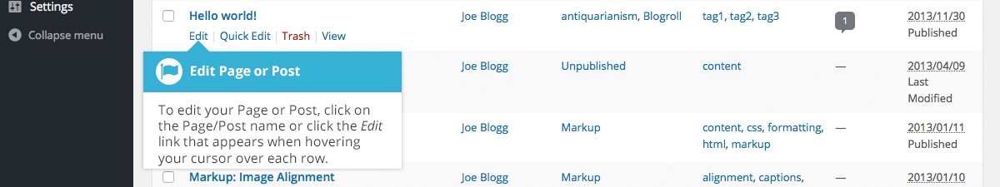 Settings
Collapse menu
Hello world! Joe Blogg antiquarianism, Blogroll tag1, tag2, tag3 1 2013/11/30
Edit | Quick Edit | Trash | View Published
Edit Page or Post
To edit your Page or Post, click on
the Page/Post name or click the Edit
link that appears when hovering
your cursor over each row.
Joe Blogg Unpublished content — 2013/04/09
Last
Modified
Joe Blogg Markup content, css, formatting, — 2013/01/11
html, markup Published
Markup: Image Alignment Joe Blogg Markup alignment, captions, — 2013/01/10